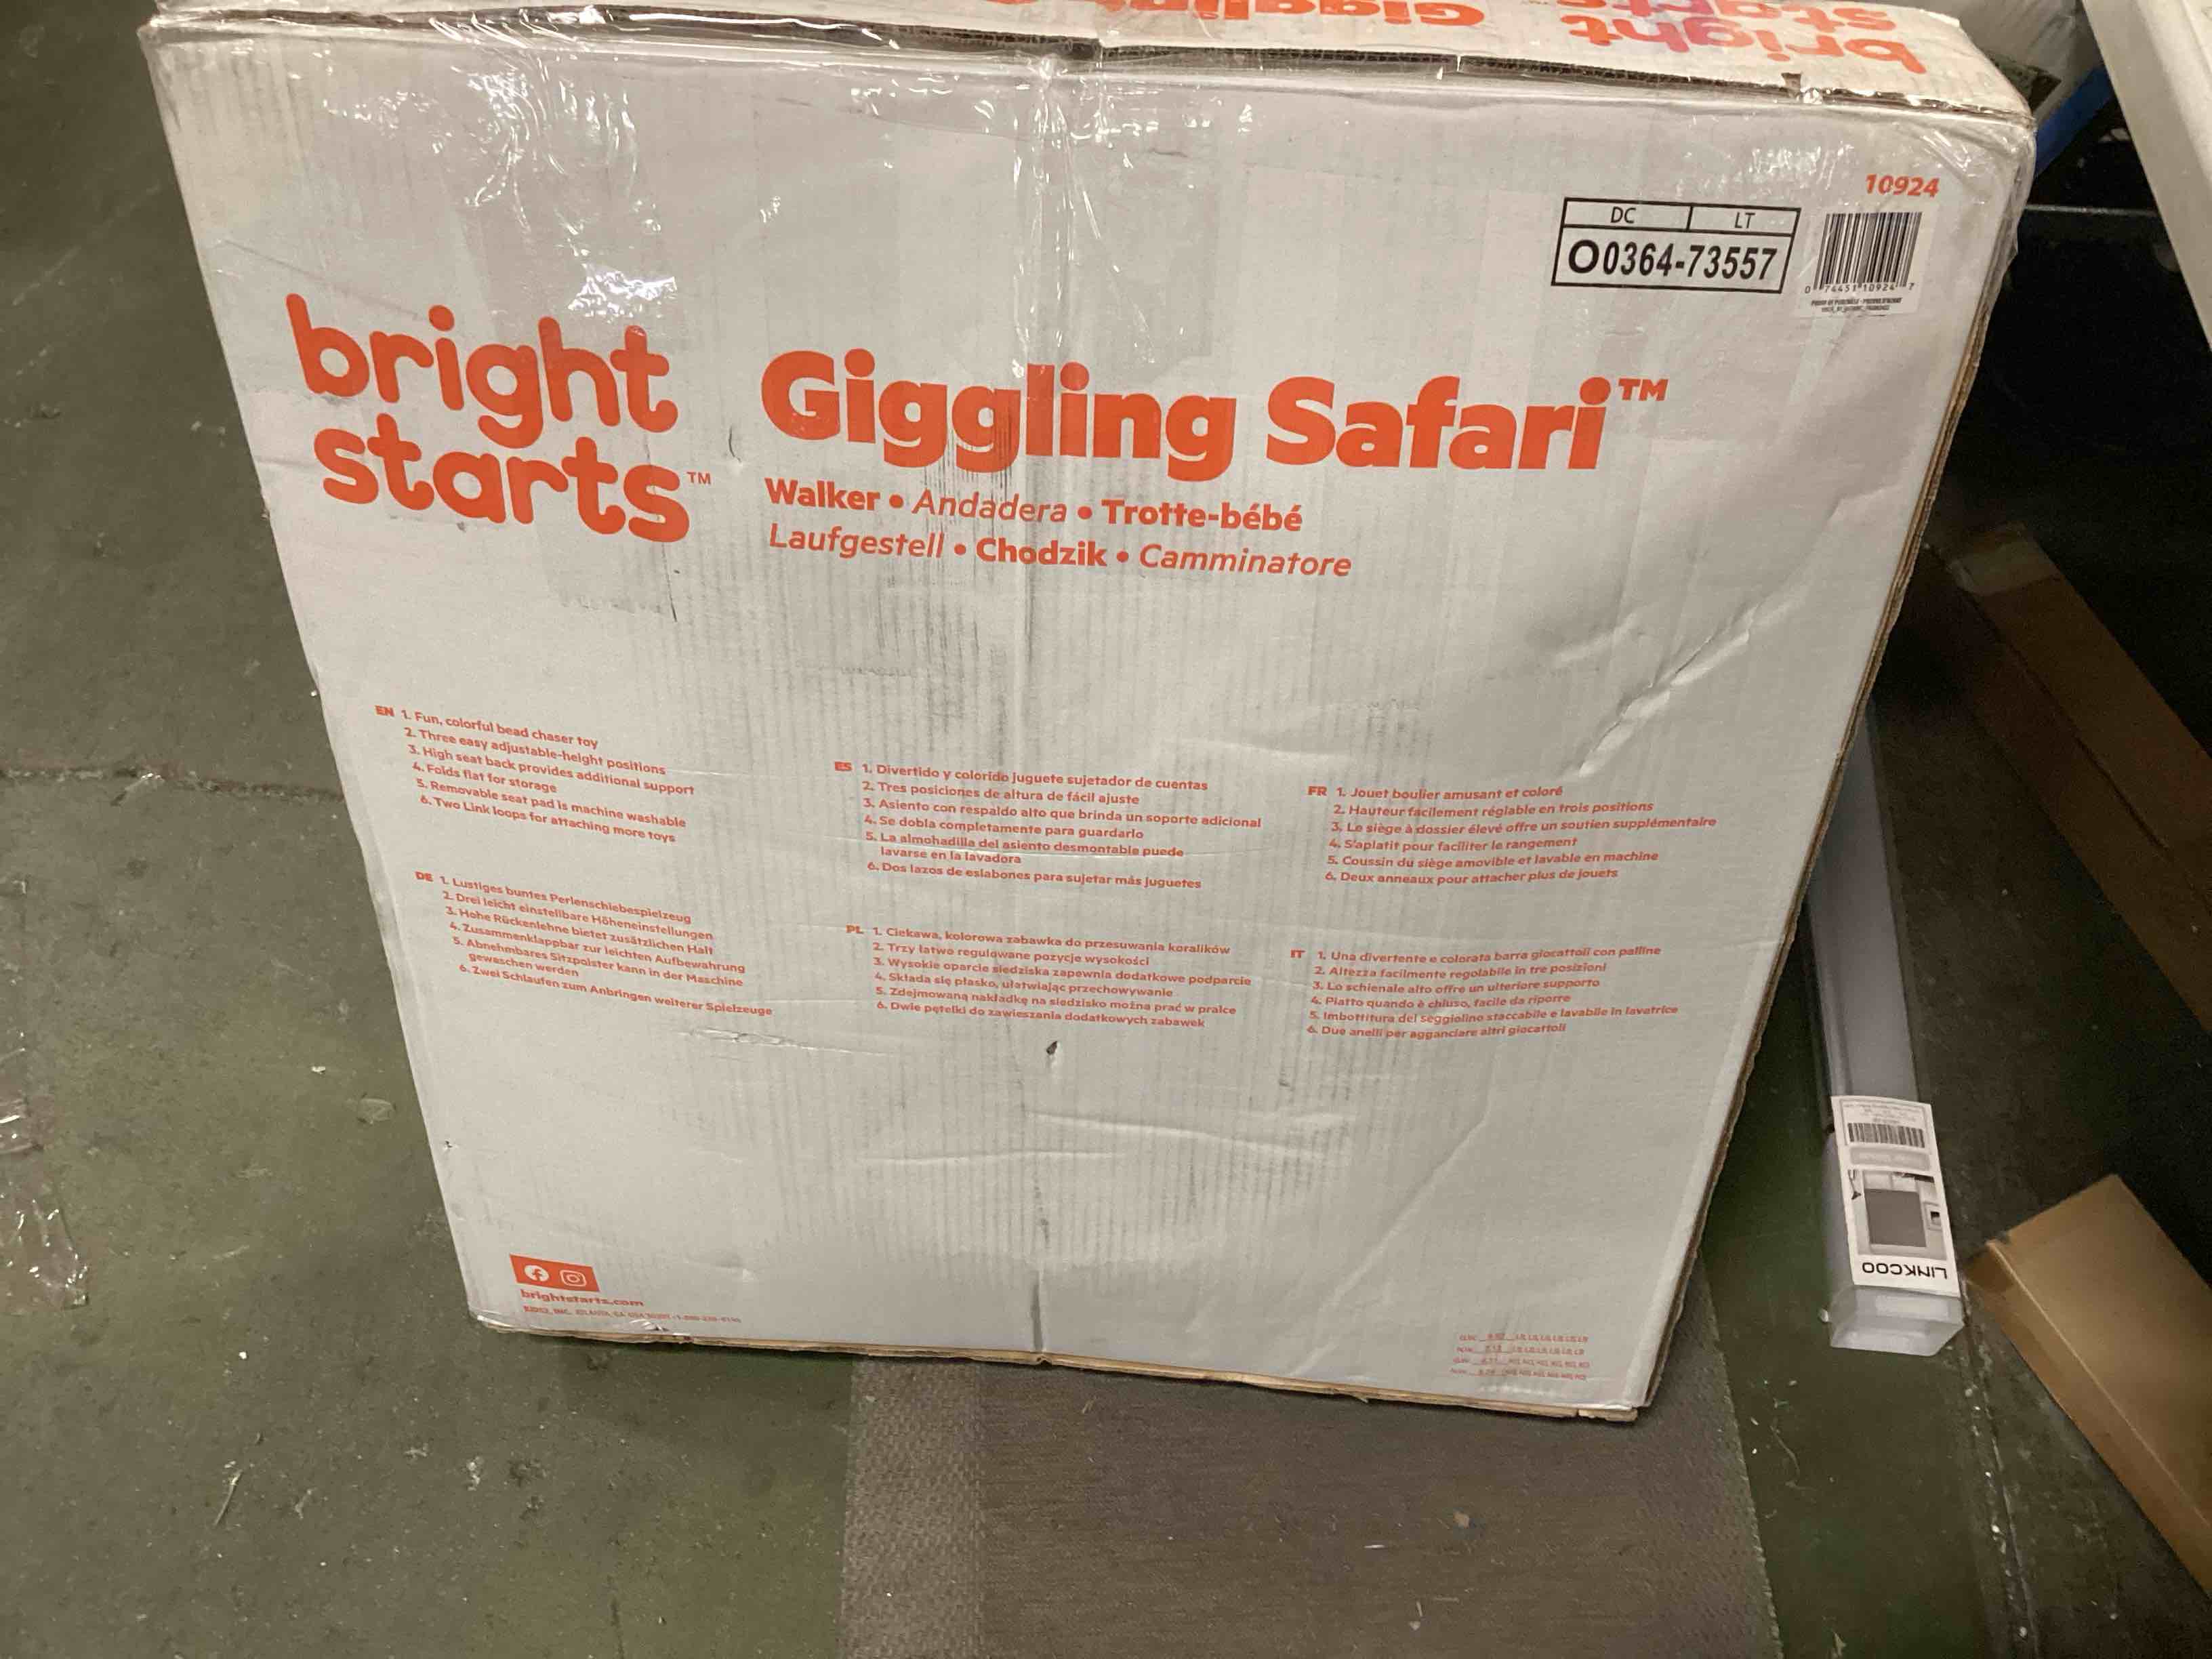 Giggling
bright
starts
10924
DC LT
O0364-73557
0 74451 10924 7
bright
starts™
Giggling Safari™
Walker • Andadera • Trotte-bébé
Laufgestell • Chodzik • Camminatore
EN 1. Fun, colorful bead chaser toy
2. Three easy adjustable-height positions
3. High seat back provides additional support
4. Folds flat for storage
5. Removable seat pad is machine washable
6. Two Link loops for attaching more toys
ES 1. Divertido y colorido juguete sujetador de cuentas
2. Tres posiciones de altura de fácil ajuste
3. Asiento con respaldo alto que brinda un soporte adicional
4. Se dobla completamente para guardarlo
5. La almohadilla del asiento desmontable puede
lavarse en la lavadora
6. Dos lazos de eslabones para sujetar más juguetes
FR 1. Jouet boulier amusant et coloré
2. Hauteur facilement réglable en trois positions
3. Le siège à dossier élevé offre un soutien supplémentaire
4. S'aplatit pour faciliter le rangement
5. Coussin du siège amovible et lavable en machine
6. Deux anneaux pour attacher plus de jouets
DE 1. Lustiges buntes Perlenschiebespielzeug
2. Drei leicht einstellbare Höheneinstellungen
3. Hohe Rückenlehne bietet zusätzlichen Halt
4. Zusammenklappbar zur leichten Aufbewahrung
5. Abnehmbares Sitzpolster kann in der Maschine
gewaschen werden
6. Zwei Schlaufen zum Anbringen weiterer Spielzeuge
PL 1. Ciekawa, kolorowa zabawka do przesuwania koralików
2. Trzy łatwo regulowane pozycje wysokości
3. Wysokie oparcie siedziska zapewnia dodatkowe podparcie
4. Składa się płasko, ułatwiając przechowywanie
5. Zdejmowaną nakładkę na siedzisko można prać w pralce
6. Dwie pętelki do zawieszania dodatkowych zabawek
IT 1. Una divertente e colorata barra giocattoli con palline
2. Altezza facilmente regolabile in tre posizioni
3. Lo schienale alto offre un ulteriore supporto
4. Piatto quando è chiuso, facile da riporre
5. Imbottitura del seggiolino staccabile e lavabile in lavatrice
6. Due anelli per agganciare altri giocattoli
brightstarts.com
LINKCOO